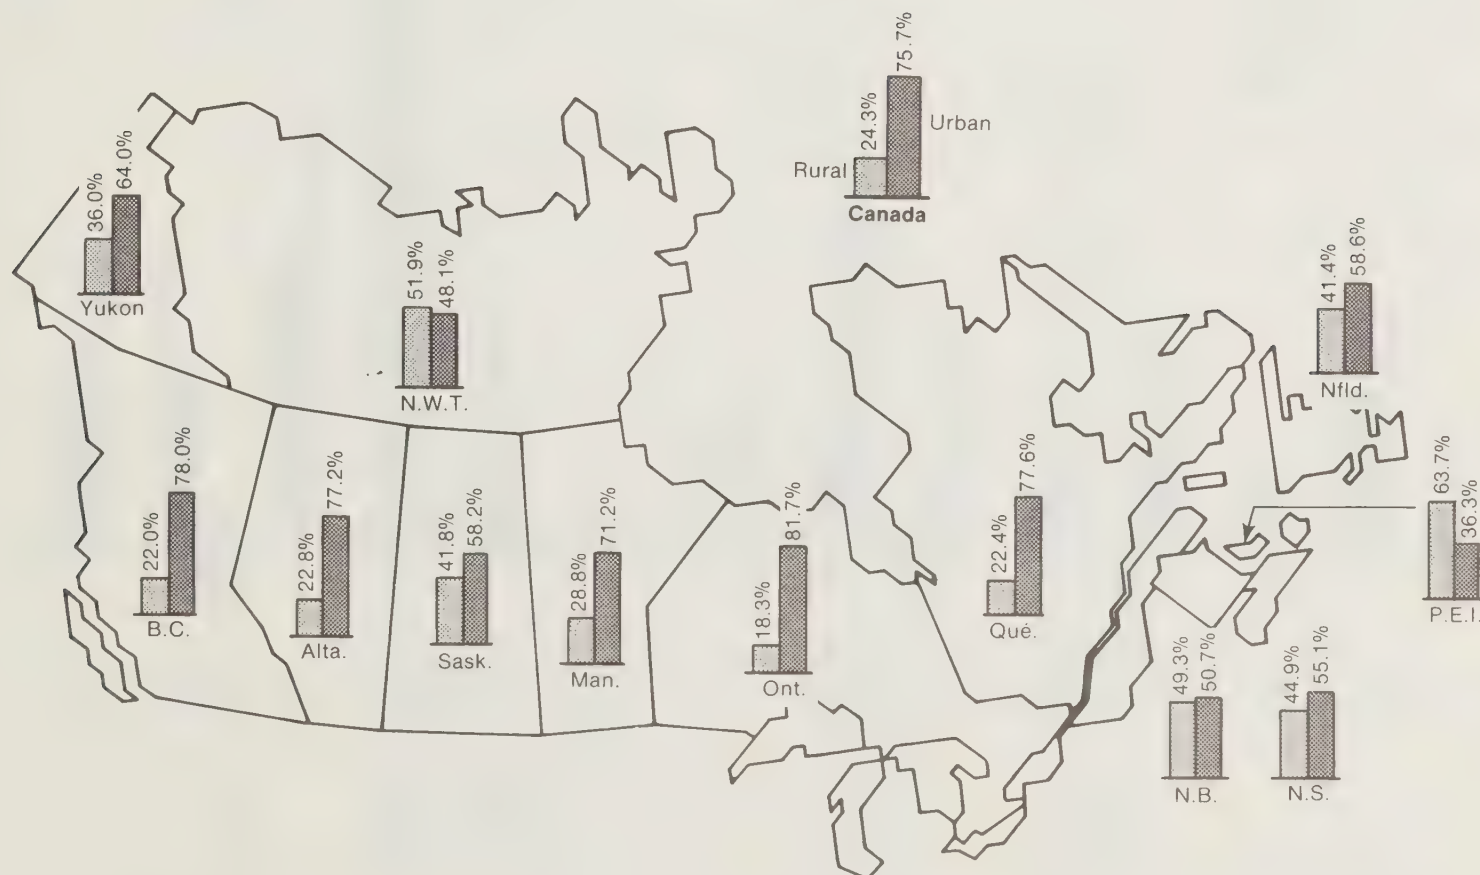 75.7%
24.3%
Urban
Rural
Canada
36.0%
64.0%
Yukon
51.9%
48.1%
N.W.T.
41.4%
58.6%
Nfld.
22.0%
78.0%
B.C.
22.8%
77.2%
Alta.
41.8%
58.2%
Sask.
28.8%
71.2%
Man.
18.3%
81.7%
Ont.
22.4%
77.6%
Qué.
63.7%
36.3%
P.E.I.
49.3%
50.7%
N.B.
44.9%
55.1%
N.S.